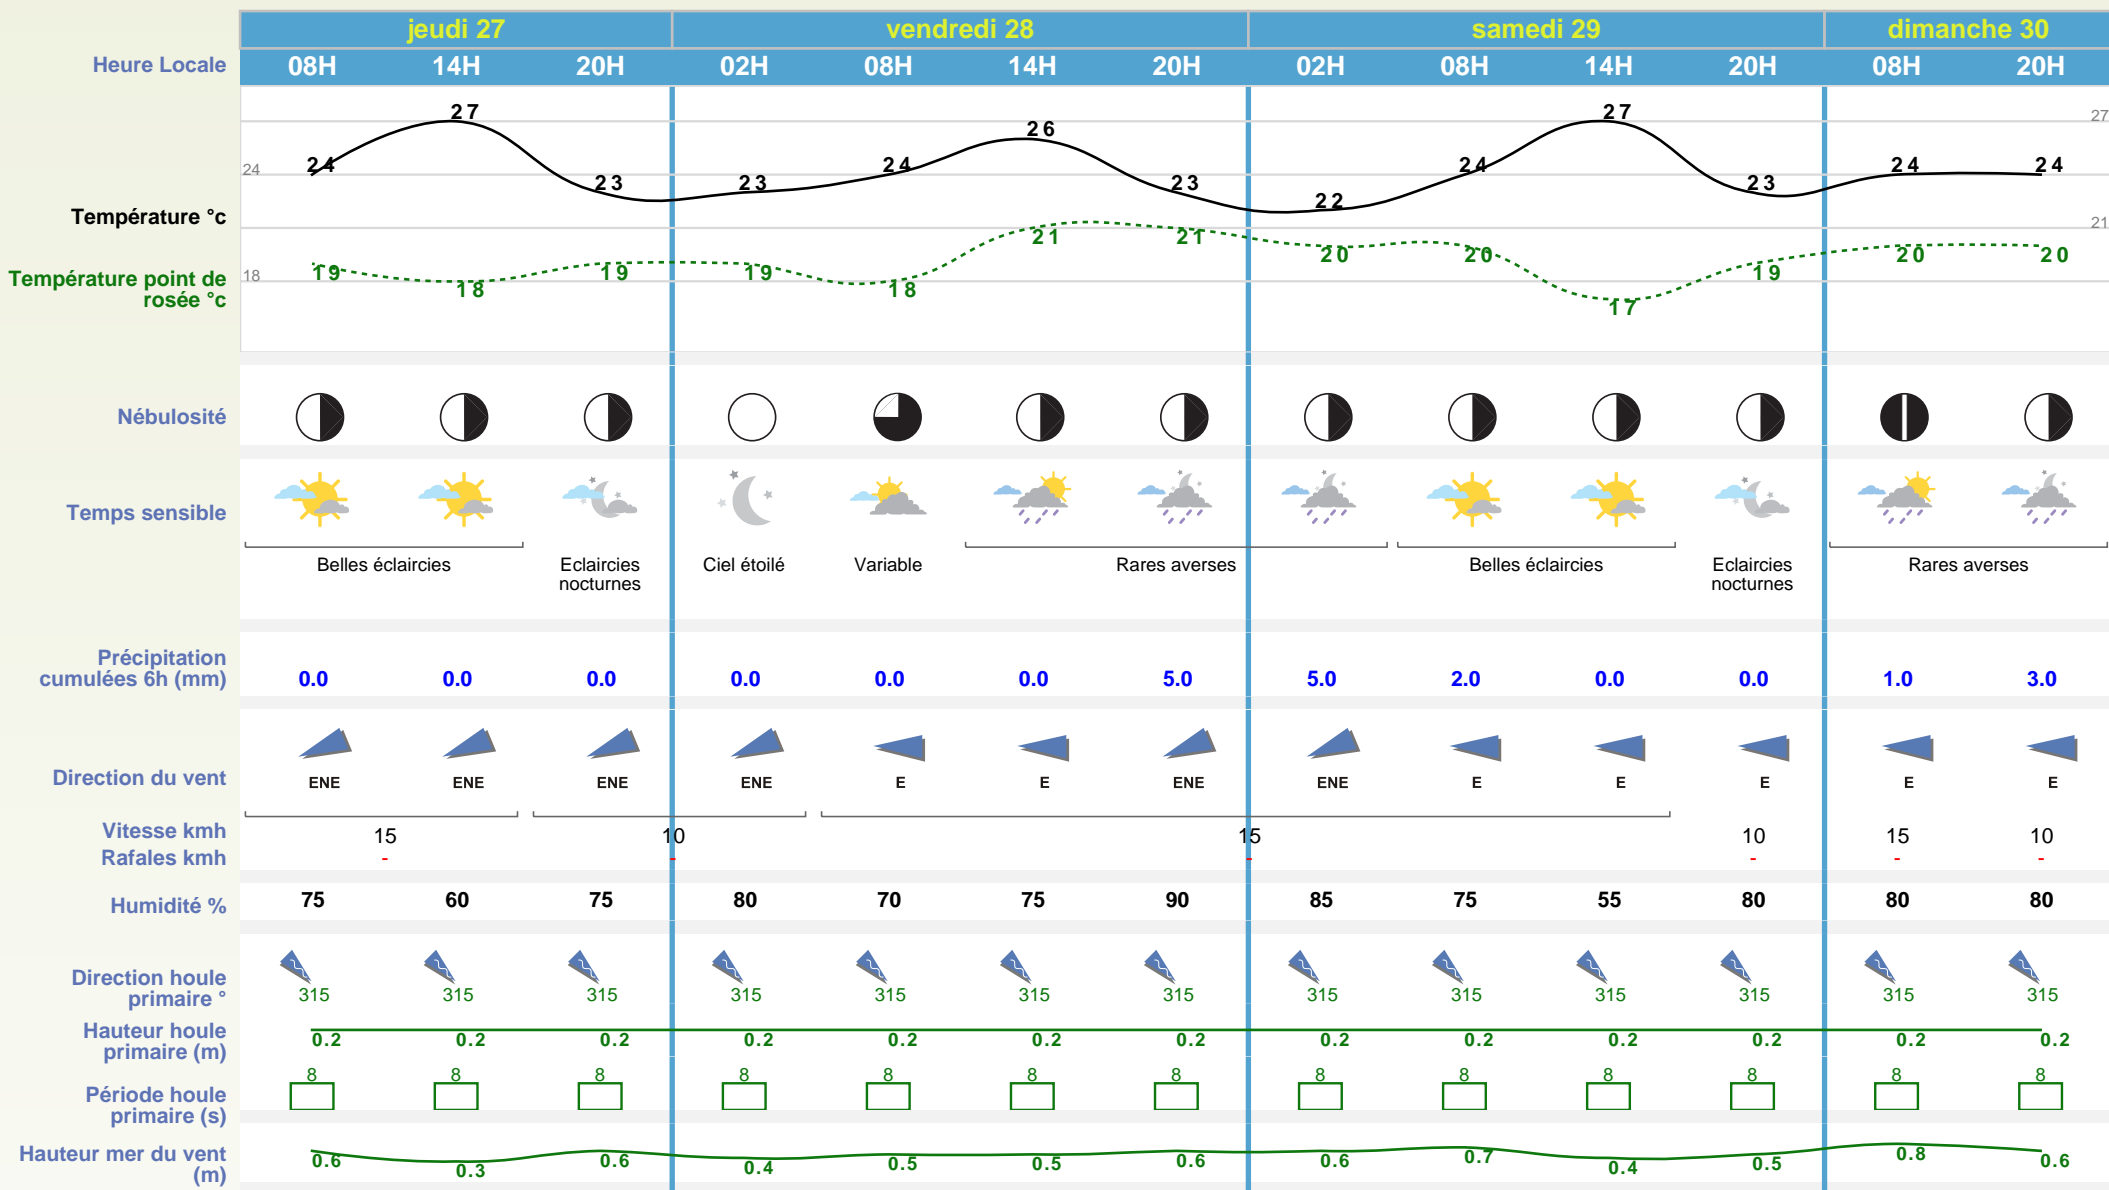 jeudi 27 vendredi 28 samedi 29 dimanche 30
Heure Locale 08H 14H 20H 02H 08H 14H 20H 02H 08H 14H 20H 08H 20H
27
24
21
18
Température °c 24 27 23 23 24 26 23 22 24 27 23 24 24
Température point de
rosée °c
19 18 19 19 18 21 21 20 20 17 19 20 20
Nébulosité
Temps sensible
Belles éclaircies Eclaircies Ciel étoilé Variable Rares averses Belles éclaircies Eclaircies Rares averses
nocturnes nocturnes
Précipitation
cumulées 6h (mm) 0.0 0.0 0.0 0.0 0.0 0.0 5.0 5.0 2.0 0.0 0.0 1.0 3.0
Direction du vent ENE ENE ENE ENE E E ENE ENE E E E E E
Vitesse kmh 15 10 15 10 15 10
Rafales kmh - - - - - -
Humidité % 75 60 75 80 70 75 90 85 75 55 80 80 80
Direction houle
primaire ° 315 315 315 315 315 315 315 315 315 315 315 315 315
Hauteur houle
primaire (m) 0.2 0.2 0.2 0.2 0.2 0.2 0.2 0.2 0.2 0.2 0.2 0.2 0.2
Période houle
primaire (s)
8 8 8 8 8 8 8 8 8 8 8 8 8
Hauteur mer du vent
(m)
0.6 0.3 0.6 0.4 0.5 0.5 0.6 0.6 0.7 0.4 0.5 0.8 0.6